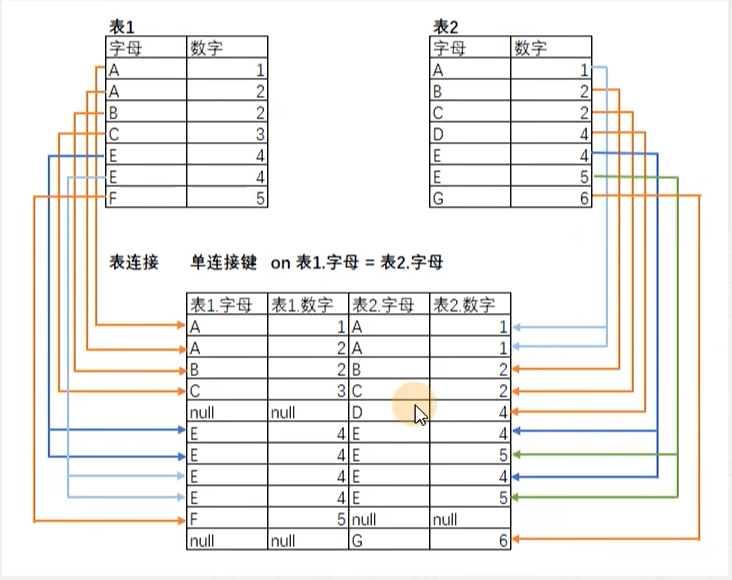 表1 表2
字母 数字 字母 数字
A 1 A 1
A 2 B 2
B 2 C 2
C 3 D 4
E 4 E 4
E 4 E 5
F 5 G 6
表连接 单连接键 on 表1.字母 = 表2.字母
表1.字母 表1.数字 表2.字母 表2.数字
A 1 A 1
A 2 A 1
B 2 B 2
C 3 C 2
null null D 4
E 4 E 4
E 4 E 5
E 4 E 4
E 4 E 5
F 5 null null
null null G 6